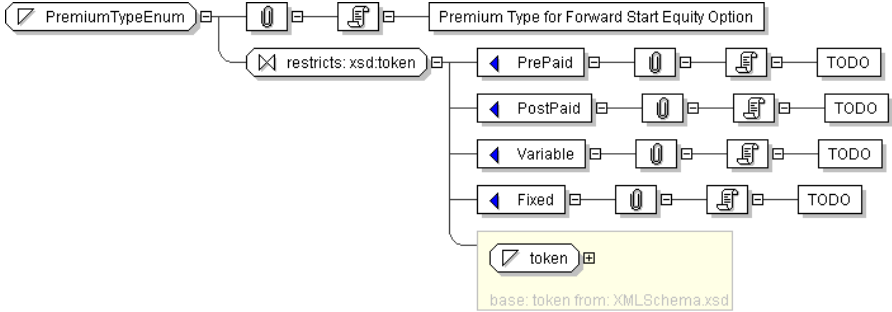 PremiumTypeEnum
Premium Type for Forward Start Equity Option
restricts: xsd:token
PrePaid
TODO
PostPaid
TODO
Variable
TODO
Fixed
TODO
token
base: token from: XMLSchema.xsd